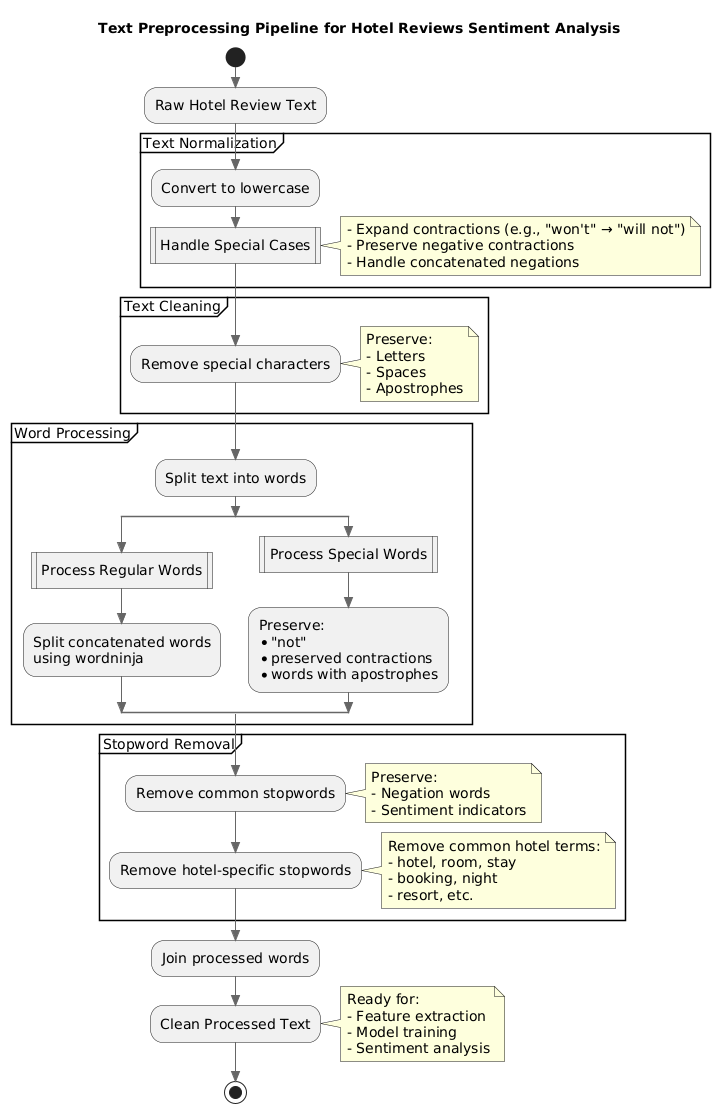 Text Preprocessing Pipeline for Hotel Reviews Sentiment Analysis
Raw Hotel Review Text
Text Normalization
Convert to lowercase
Handle Special Cases
- Expand contractions (e.g., "won't" → "will not")
- Preserve negative contractions
- Handle concatenated negations
Text Cleaning
Remove special characters
Preserve:
- Letters
- Spaces
- Apostrophes
Word Processing
Split text into words
Process Regular Words
Split concatenated words
using wordninja
Process Special Words
Preserve:
• "not"
• preserved contractions
• words with apostrophes
Stopword Removal
Remove common stopwords
Preserve:
- Negation words
- Sentiment indicators
Remove hotel-specific stopwords
Remove common hotel terms:
- hotel, room, stay
- booking, night
- resort, etc.
Join processed words
Clean Processed Text
Ready for:
- Feature extraction
- Model training
- Sentiment analysis